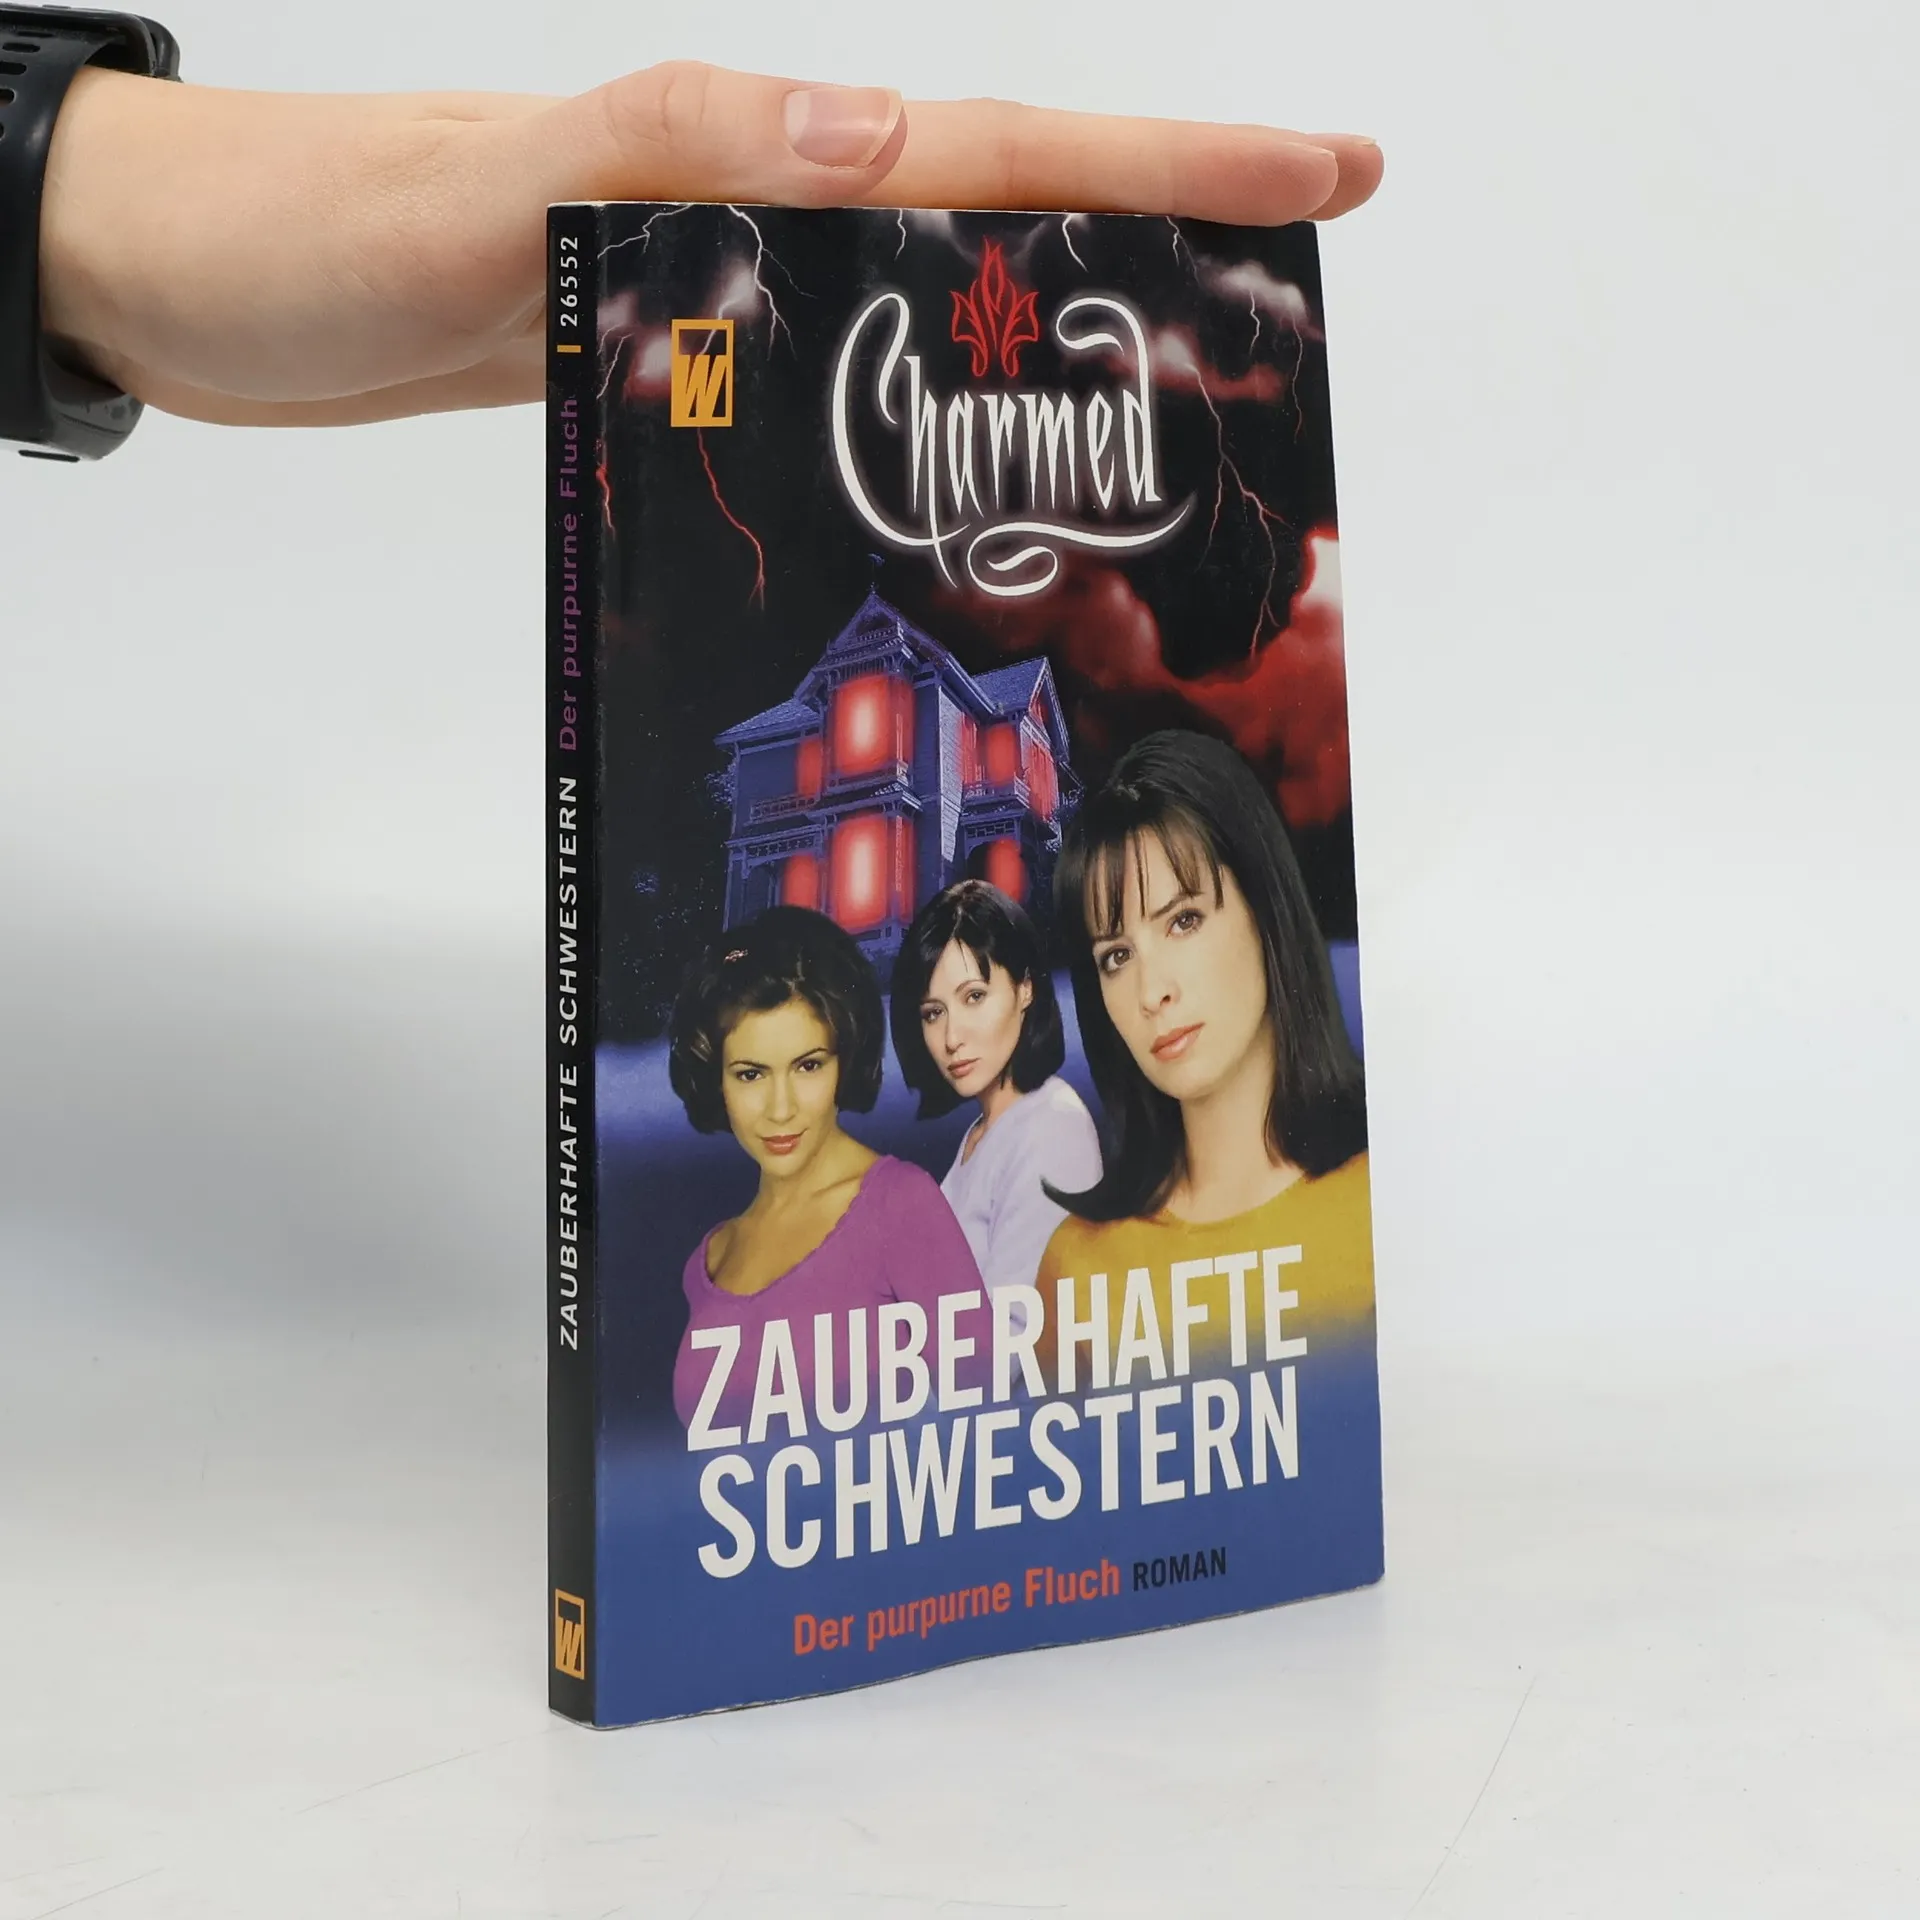 Charmed
W
ZAUBERHAFTE
SCHWESTERN
Der purpurne Fluch ROMAN
ZAUBERHAFTE SCHWESTERN Der purpurne Fluch | 26552
W